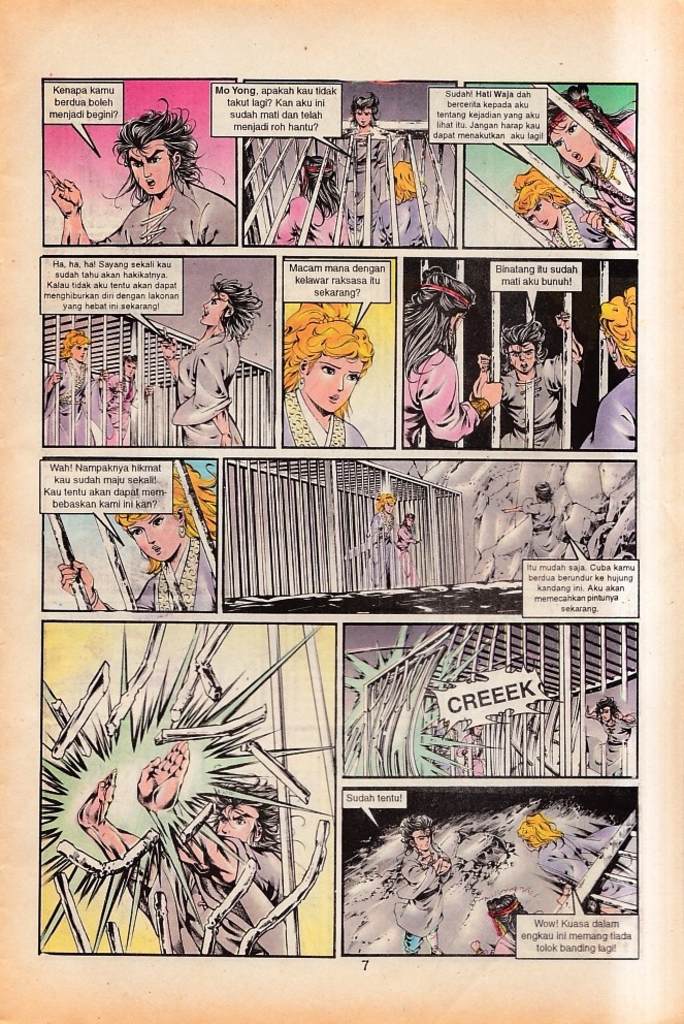 Kenapa kamu
berdua boleh
menjadi begini?
Mo Yong, apakah kau tidak
takut lagi? Kan aku ini
sudah mati dan telah
menjadi roh hantu?
Sudah! Hati Waja dah
bercerita kepada aku
tentang kejadian yang aku
lihat itu. Jangan harap kau
dapat menakutkan aku lagi!
Ha, ha, ha! Sayang sekali kau
sudah tahu akan hakikatnya.
Kalau tidak aku tentu akan dapat
menghiburkan diri dengan lakonan
yang hebat ini sekarang!
Macam mana dengan
kelawar raksasa itu
sekarang?
Binatang itu sudah
mati aku bunuh!
Wah! Nampaknya hikmat
kau sudah maju sekali!
Kau tentu akan dapat mem-
bebaskan kami ini kan?
Itu mudah saja. Cuba kamu
berdua berundur ke hujung
kandang ini. Aku akan
memecahkan pintunya
sekarang.
CREEEK
Sudah tentu!
Wow! Kuasa dalam
engkau ini memang tiada
tolok banding lagi!
7